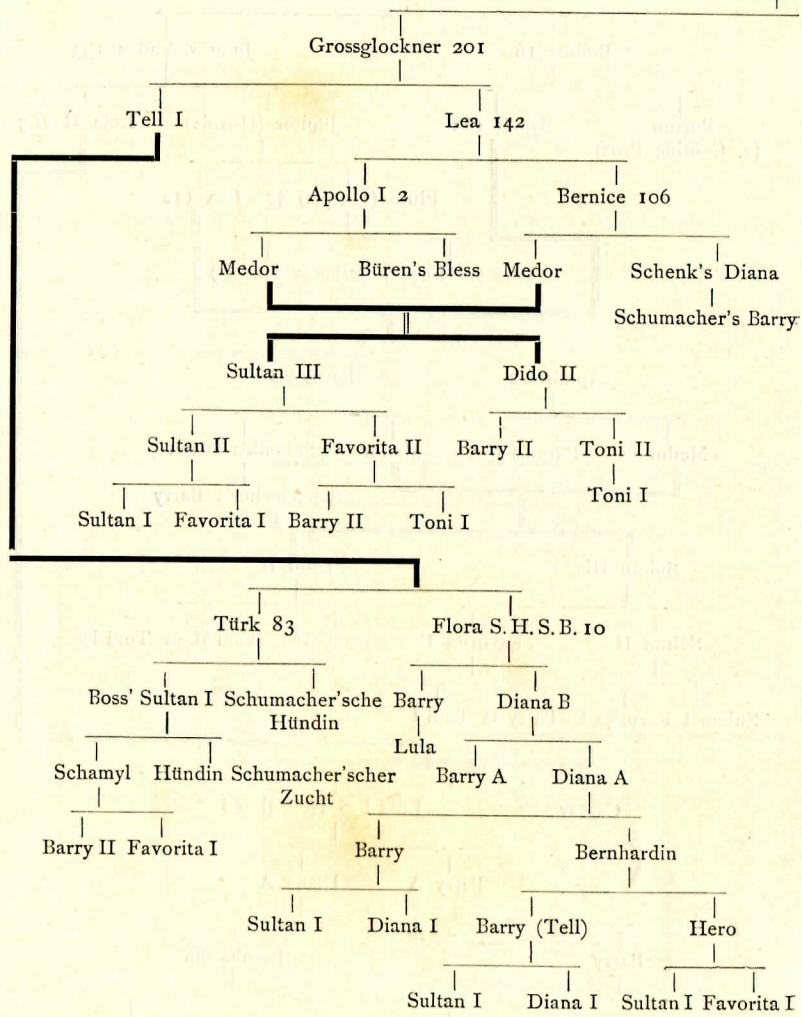 Grossglockner 201
Tell I Lea 142
Apollo I 2 Bernice 106
Medor Büren's Bless Medor Schenk's Diana
Schumacher's Barry
Sultan III Dido II
Sultan II Favorita II Barry II Toni II
Sultan I Favorita I Barry II Toni I Toni I
Türk 83 Flora S. H. S. B. 10
Boss' Sultan I Schumacher'sche Hündin Barry Diana B
Lula
Schamyl Hündin Schumacher'scher Zucht Barry A Diana A
Barry II Favorita I Barry Bernhardin
Sultan I Diana I Barry (Tell) Hero
Sultan I Diana I Sultan I Favorita I